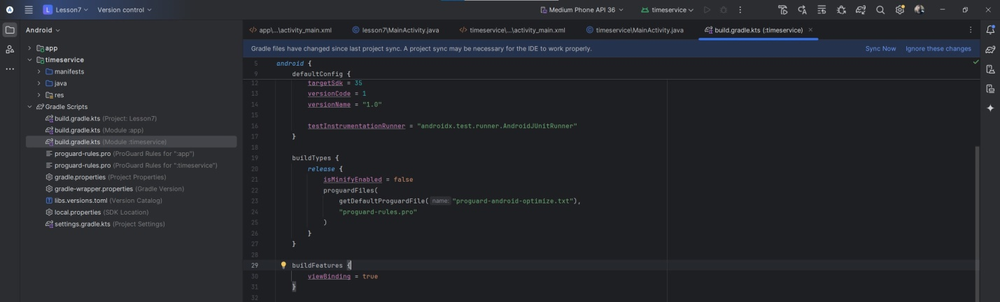 L Lesson7 Version control Medium Phone API 36 timeservice
Android
app
timeservice
manifests
java
res
Gradle Scripts
build.gradle.kts (Project: Lesson7)
build.gradle.kts (Module :app)
build.gradle.kts (Module :timeservice)
proguard-rules.pro (ProGuard Rules for ":app")
proguard-rules.pro (ProGuard Rules for ":timeservice")
gradle.properties (Project Properties)
gradle-wrapper.properties (Gradle Version)
libs.versions.toml (Version Catalog)
local.properties (SDK Location)
settings.gradle.kts (Project Settings)
app\...\activity_main.xml lesson7\MainActivity.java timeservice\...\activity_main.xml timeservice\MainActivity.java build.gradle.kts (:timeservice)
Gradle files have changed since last project sync. A project sync may be necessary for the IDE to work properly. Sync Now Ignore these changes
5 android {
9 defaultConfig {
12 targetSdk = 35
13 versionCode = 1
14 versionName = "1.0"
15
16 testInstrumentationRunner = "androidx.test.runner.AndroidJUnitRunner"
17 }
18
19 buildTypes {
20 release {
21 isMinifyEnabled = false
22 proguardFiles(
23 getDefaultProguardFile( name: "proguard-android-optimize.txt"),
24 "proguard-rules.pro"
25 )
26 }
27 }
28
29 buildFeatures {
30 viewBinding = true
31 }
32